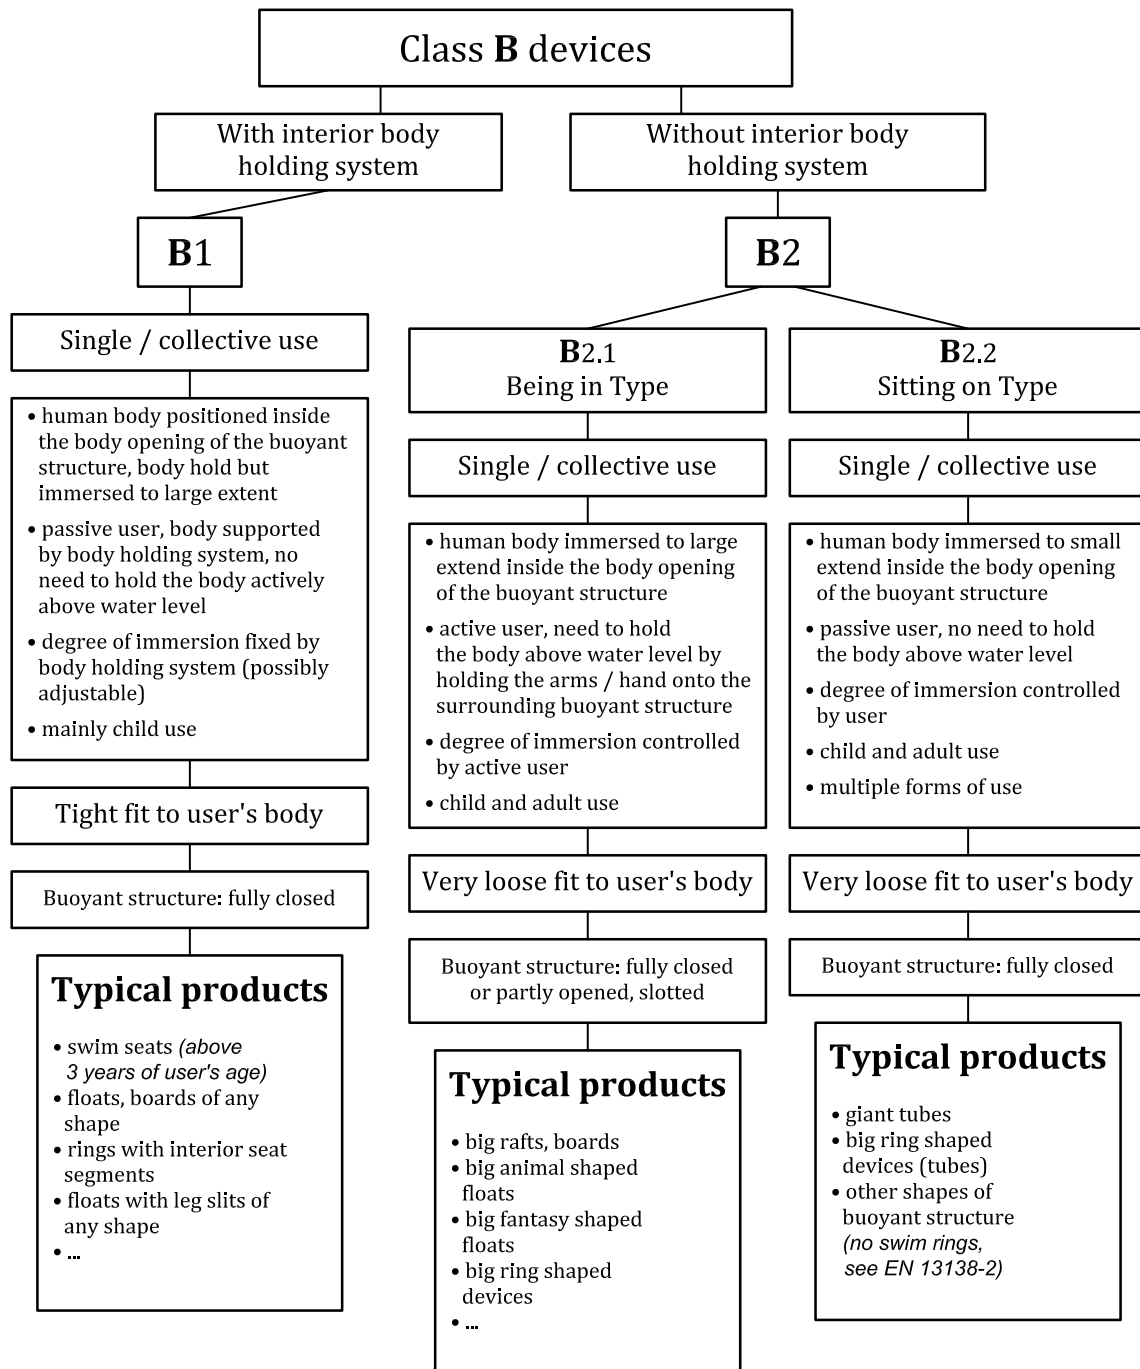 Class B devices
With interior body
holding system
Without interior body
holding system
B1
B2
Single / collective use
• human body positioned inside
the body opening of the buoyant
structure, body hold but
immersed to large extent
• passive user, body supported
by body holding system, no
need to hold the body actively
above water level
• degree of immersion fixed by
body holding system (possibly
adjustable)
• mainly child use
Tight fit to user's body
Buoyant structure: fully closed
Typical products
• swim seats (above
3 years of user's age)
• floats, boards of any
shape
• rings with interior seat
segments
• floats with leg slits of
any shape
• ...
B2.1
Being in Type
Single / collective use
• human body immersed to large
extend inside the body opening
of the buoyant structure
• active user, need to hold
the body above water level by
holding the arms / hand onto the
surrounding buoyant structure
• degree of immersion controlled
by active user
• child and adult use
Very loose fit to user's body
Buoyant structure: fully closed
or partly opened, slotted
Typical products
• big rafts, boards
• big animal shaped
floats
• big fantasy shaped
floats
• big ring shaped
devices
• ...
B2.2
Sitting on Type
Single / collective use
• human body immersed to small
extend inside the body opening
of the buoyant structure
• passive user, no need to hold
the body above water level
• degree of immersion controlled
by user
• child and adult use
• multiple forms of use
Very loose fit to user's body
Buoyant structure: fully closed
Typical products
• giant tubes
• big ring shaped
devices (tubes)
• other shapes of
buoyant structure
(no swim rings,
see EN 13138-2)